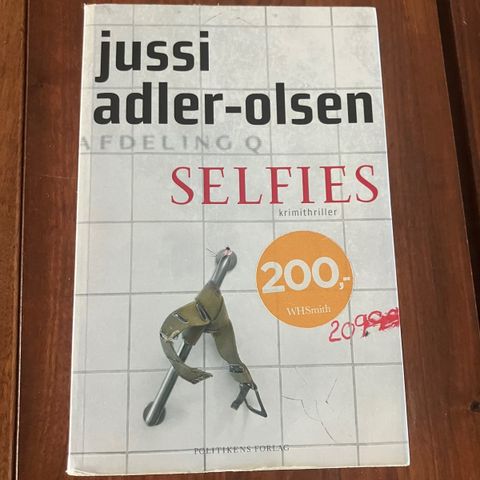 jussi
adler-olsen
AFDELING Q
SELFIES
krimithriller
200,-
WHSmith
POLITIKENS FORLAG